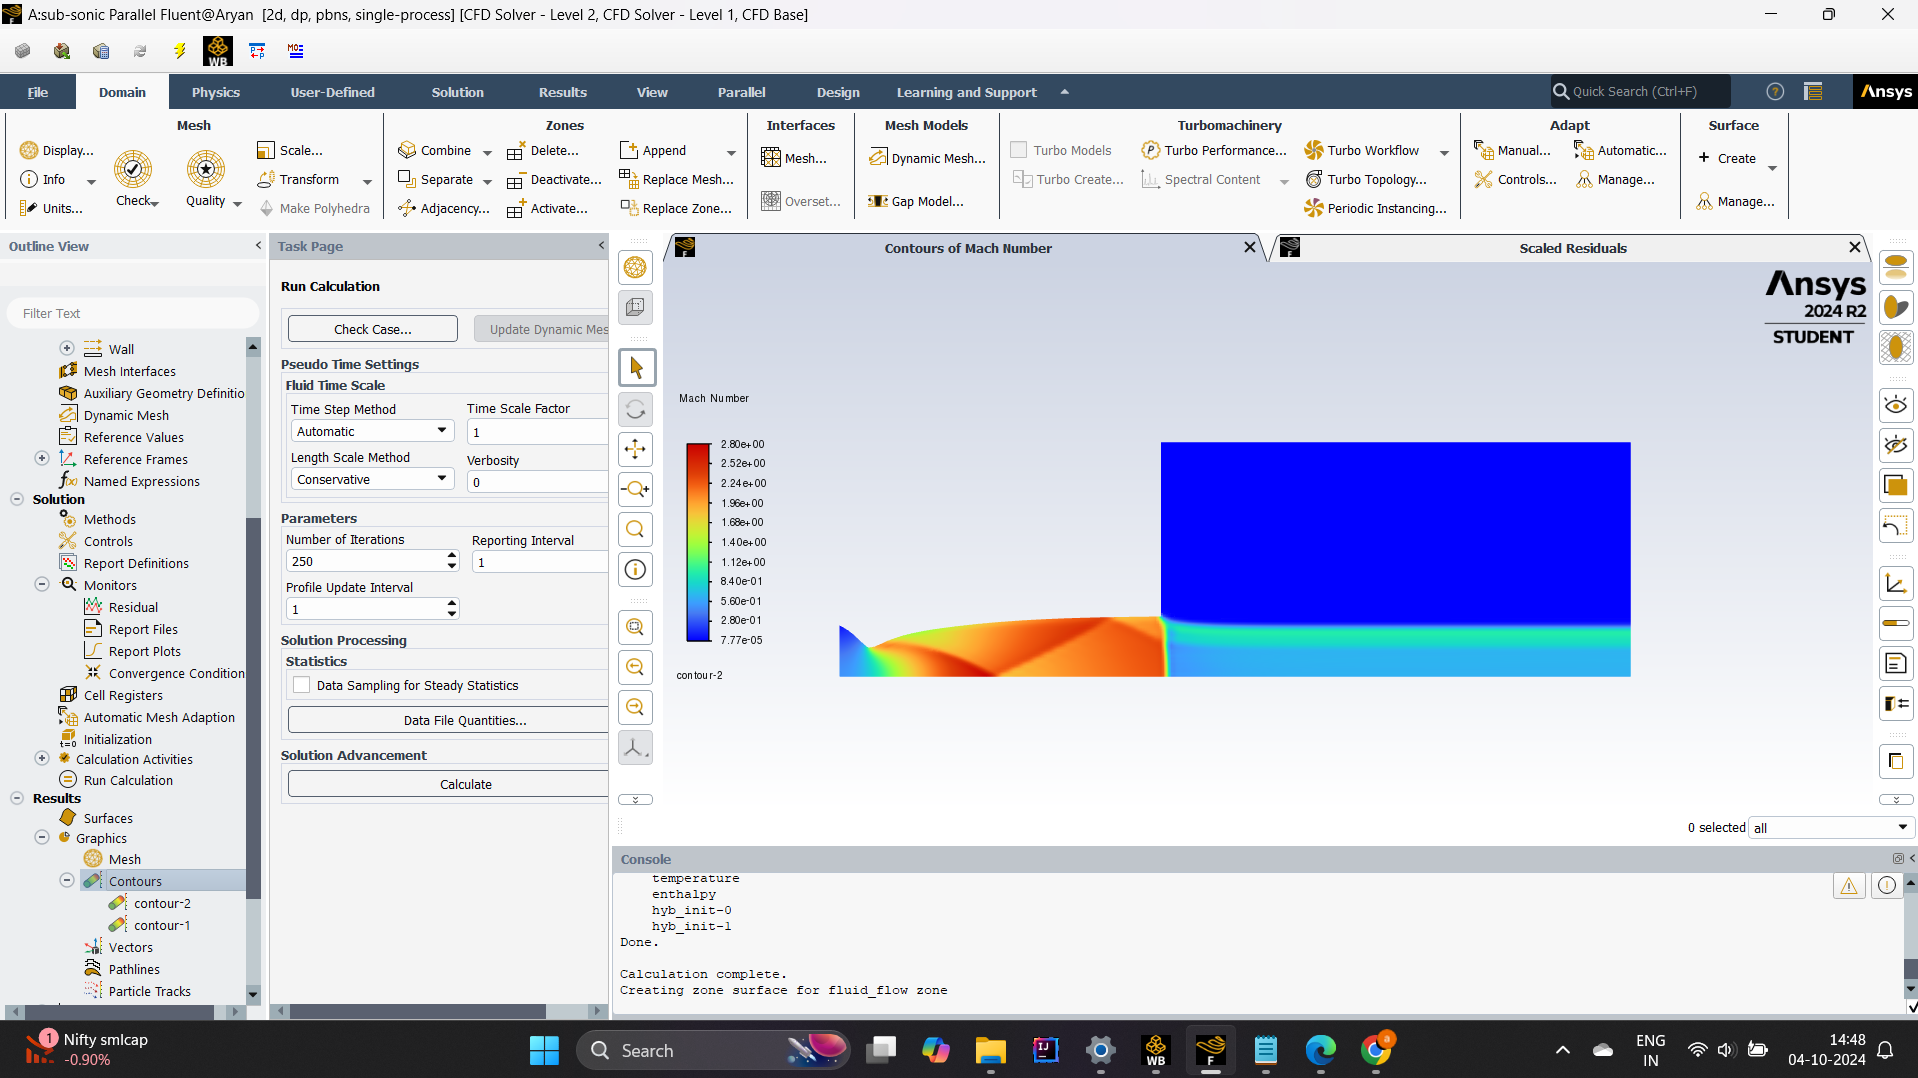 A:sub-sonic Parallel Fluent@Aryan [2d, dp, pbns, single-process] [CFD Solver - Level 2, CFD Solver - Level 1, CFD Base]
WB
File Domain Physics User-Defined Solution Results View Parallel Design Learning and Support Quick Search (Ctrl+F) Ansys
Mesh Zones Interfaces Mesh Models Turbomachinery Adapt Surface
Display... Scale... Combine Delete... Append Mesh... Dynamic Mesh... Turbo Models Turbo Performance... Turbo Workflow Manual... Automatic... Create
Info Check Quality Transform Separate Deactivate... Replace Mesh... Turbo Create... Spectral Content Turbo Topology... Controls... Manage...
Units... Make Polyhedra Adjacency... Activate... Replace Zone... Overset... Gap Model... Periodic Instancing... Manage...
Outline View
Filter Text
Wall
Mesh Interfaces
Auxiliary Geometry Definitio
Dynamic Mesh
Reference Values
Reference Frames
Named Expressions
Solution
Methods
Controls
Report Definitions
Monitors
Residual
Report Files
Report Plots
Convergence Condition
Cell Registers
Automatic Mesh Adaption
Initialization
Calculation Activities
Run Calculation
Results
Surfaces
Graphics
Mesh
Contours
contour-2
contour-1
Vectors
Pathlines
Particle Tracks
Task Page
Run Calculation
Check Case... Update Dynamic Mes
Pseudo Time Settings
Fluid Time Scale
Time Step Method Time Scale Factor
Automatic 1
Length Scale Method Verbosity
Conservative 0
Parameters
Number of Iterations Reporting Interval
250 1
Profile Update Interval
1
Solution Processing
Statistics
Data Sampling for Steady Statistics
Data File Quantities...
Solution Advancement
Calculate
Contours of Mach Number Scaled Residuals
Ansys
2024 R2
STUDENT
Mach Number
2.80e+00
2.52e+00
2.24e+00
1.96e+00
1.68e+00
1.40e+00
1.12e+00
8.40e-01
5.60e-01
2.80e-01
7.77e-05
contour-2
0 selected all
Console
temperature
enthalpy
hyb_init-0
hyb_init-1
Done.
Calculation complete.
Creating zone surface for fluid_flow zone
1 Nifty smlcap
-0.90%
Search
ENG
IN
14:48
04-10-2024